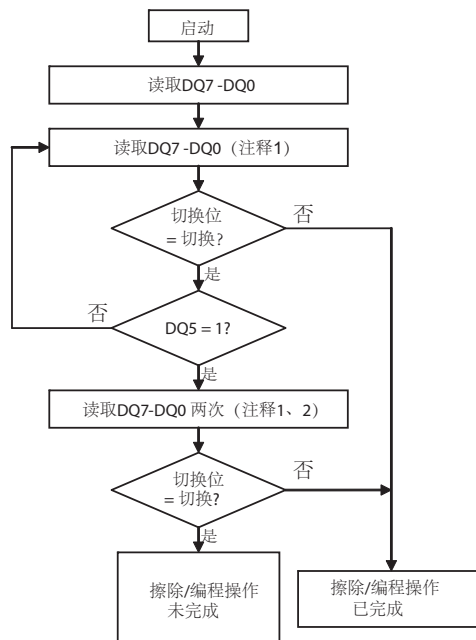 启动
读取DQ7 -DQ0
读取DQ7 -DQ0（注释1）
切换位
= 切换?
否
是
否
DQ5 = 1?
是
读取DQ7-DQ0 两次（注释1、2）
切换位
= 切换?
否
是
擦除/编程操作
未完成
擦除/编程操作
已完成